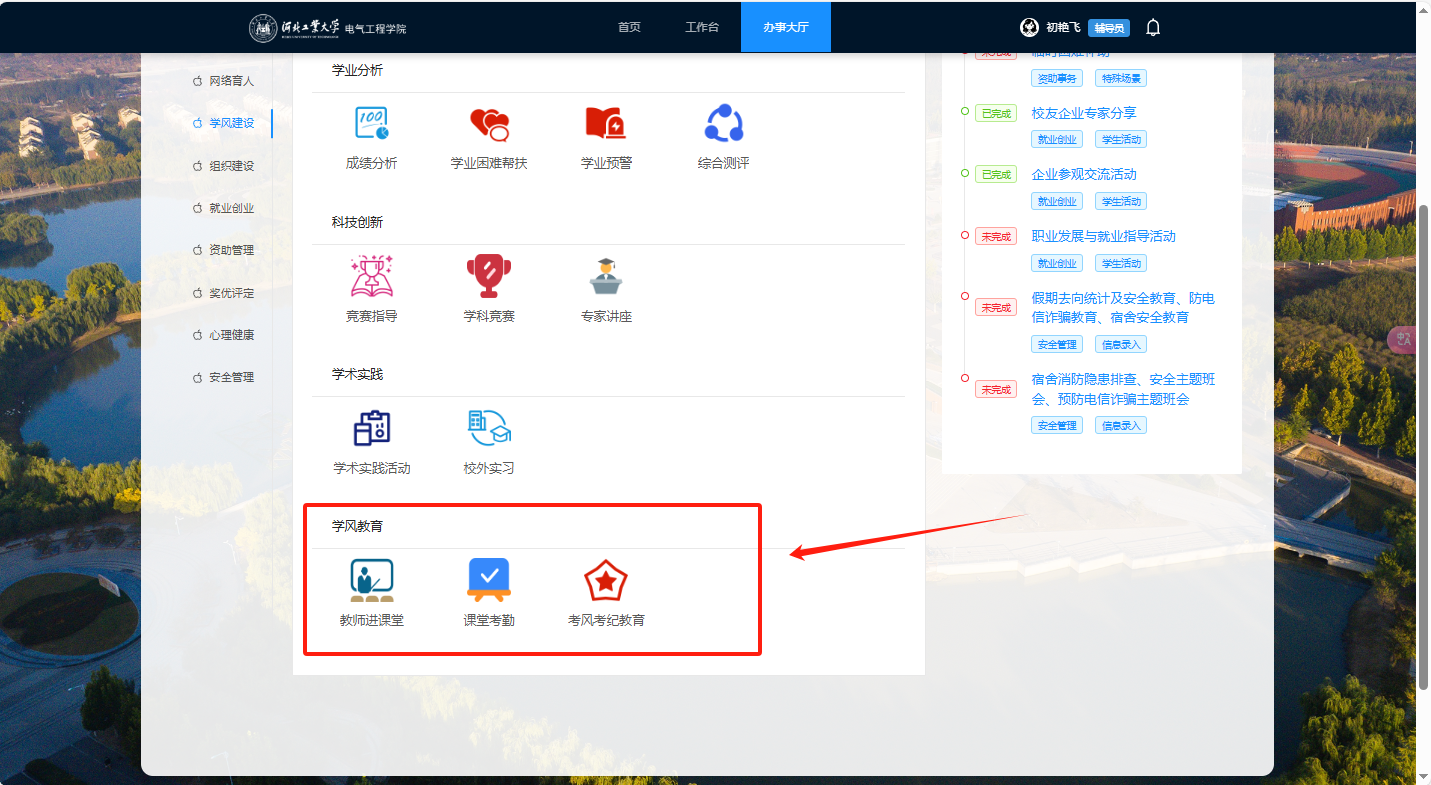 河北工业大学 电气工程学院
首页
工作台
办事大厅
初艳飞
辅导员
网络育人
学风建设
组织建设
就业创业
资助管理
奖优评定
心理健康
安全管理
学业分析
成绩分析
学业困难帮扶
学业预警
综合测评
科技创新
竞赛指导
学科竞赛
专家讲座
学术实践
学术实践活动
校外实习
学风教育
教师进课堂
课堂考勤
考风考纪教育
资助事务
特殊场景
已完成
校友企业专家分享
就业创业
学生活动
已完成
企业参观交流活动
就业创业
学生活动
未完成
职业发展与就业指导活动
就业创业
学生活动
未完成
假期去向统计及安全教育、防电
信诈骗教育、宿舍安全教育
安全管理
信息录入
未完成
宿舍消防隐患排查、安全主题班
会、预防电信诈骗主题班会
安全管理
信息录入